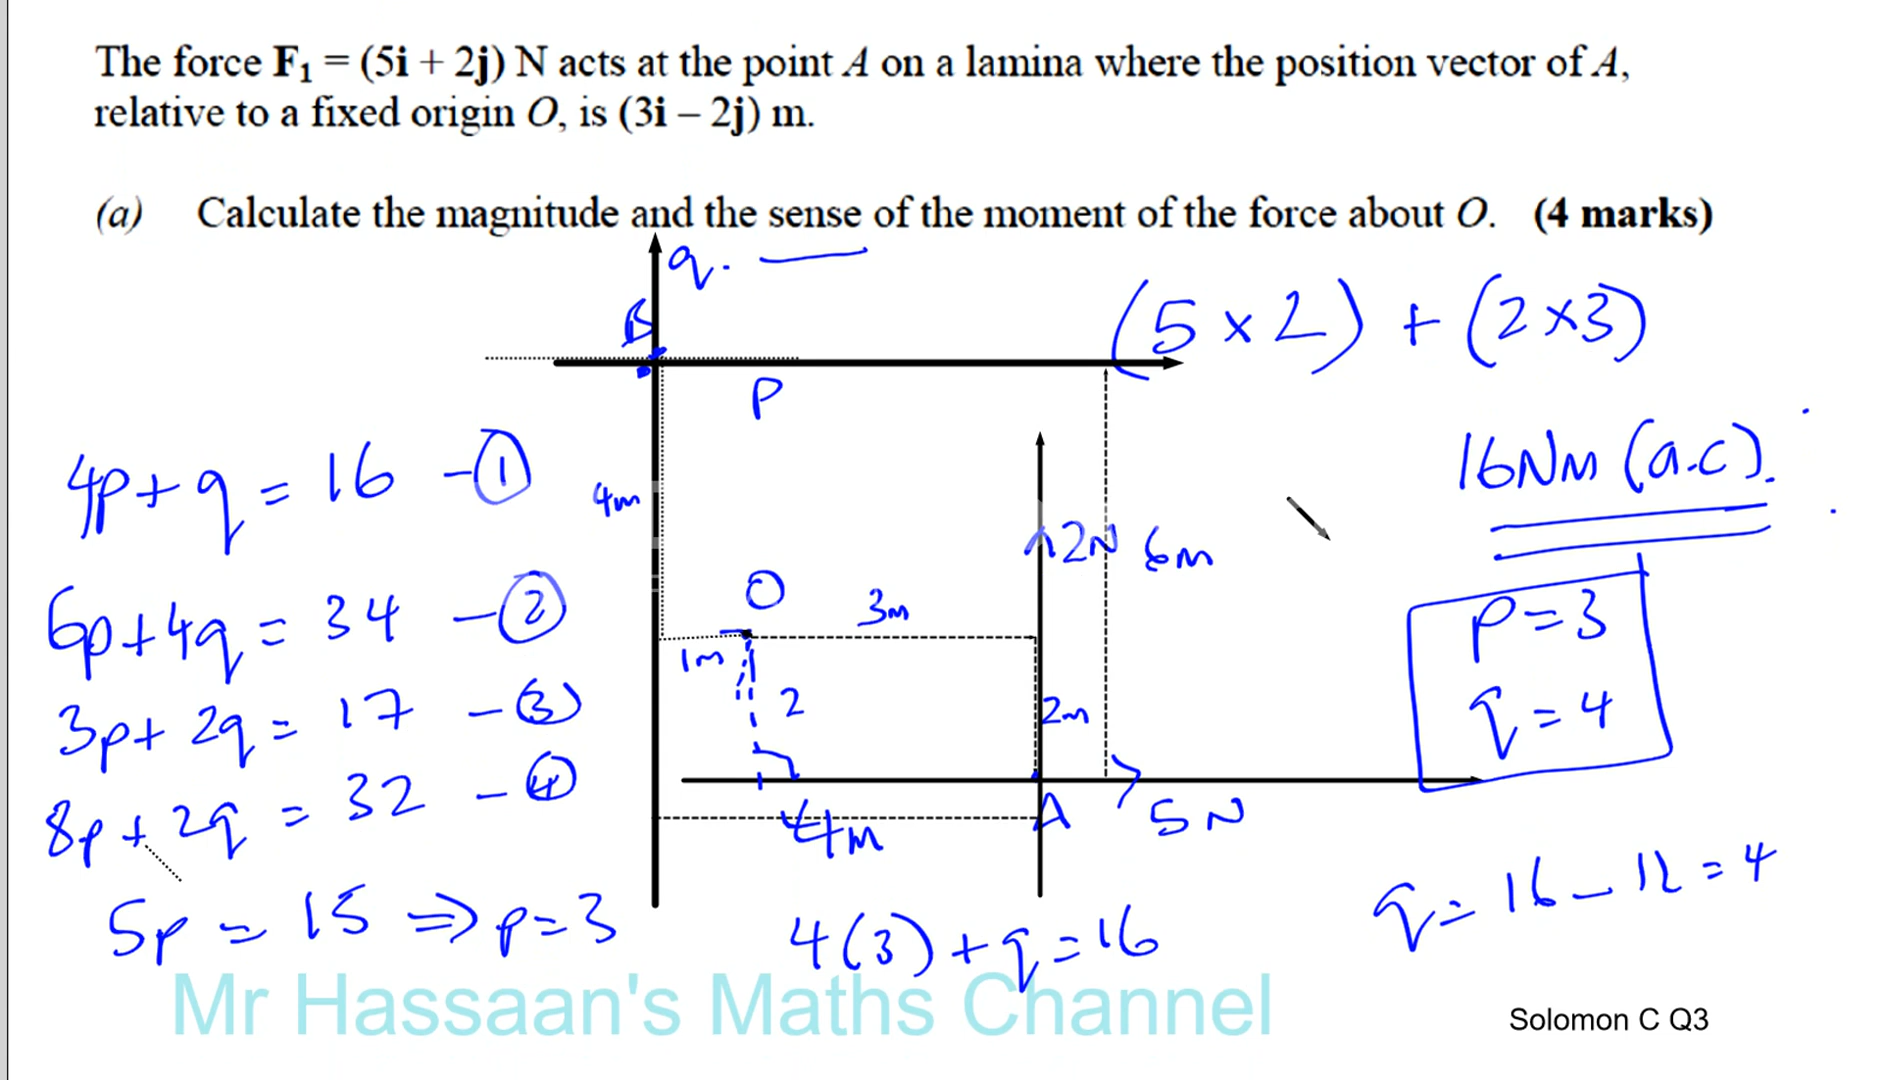 The force F₁ = (5i + 2j) N acts at the point A on a lamina where the position vector of A,
relative to a fixed origin O, is (3i – 2j) m.
(a) Calculate the magnitude and the sense of the moment of the force about O. (4 marks)
q.
B
(5 × 2) + (2 × 3)
P
16Nm (a.c).
4p + q = 16 – ①
4m
2N
6m
O
3m
p = 3
6p + 4q = 34 – ②
1m
2
2m
q = 4
3p + 2q = 17 – ③
A
5N
4m
8p + 2q = 32 – ④
q = 16 – 12 = 4
5p = 15 ⇒ p = 3
4(3) + q = 16
Mr Hassaan's Maths Channel
Solomon C Q3